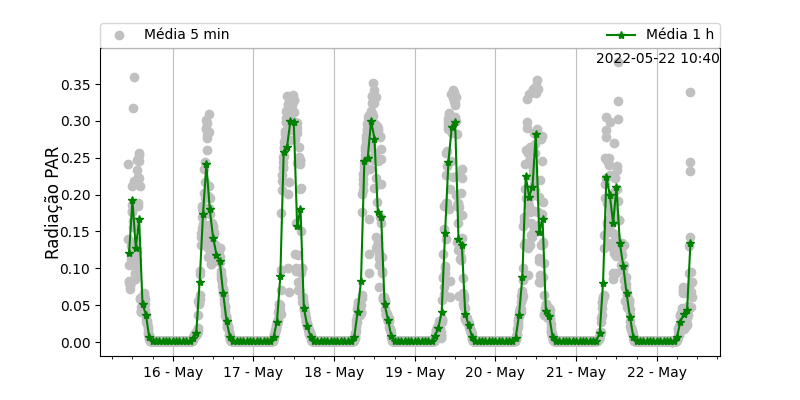 Média 5 min
Média 1 h
2022-05-22 10:40
Radiação PAR
0.35
0.30
0.25
0.20
0.15
0.10
0.05
0.00
16 - May
17 - May
18 - May
19 - May
20 - May
21 - May
22 - May